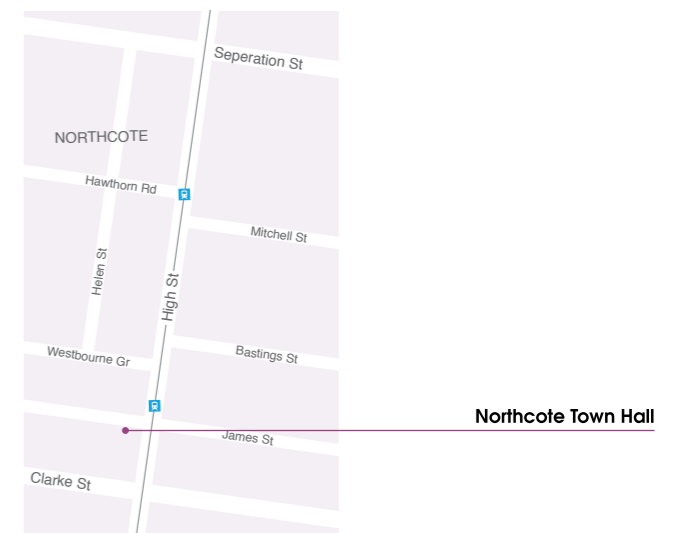 Seperation St
NORTHCOTE
Hawthorn Rd
Mitchell St
Helen St
High St
Westbourne Gr
Bastings St
Northcote Town Hall
James St
Clarke St